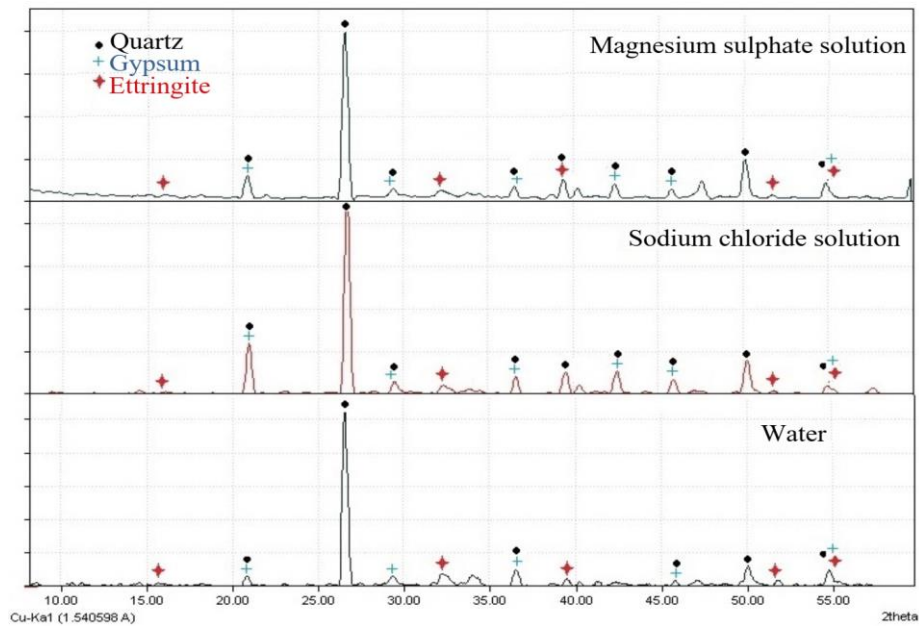 Quartz
Gypsum
Ettringite
Magnesium sulphate solution
Sodium chloride solution
Water
10.00 15.00 20.00 25.00 30.00 35.00 40.00 45.00 50.00 55.00
Cu-Ka1 (1.540598 A) 2theta